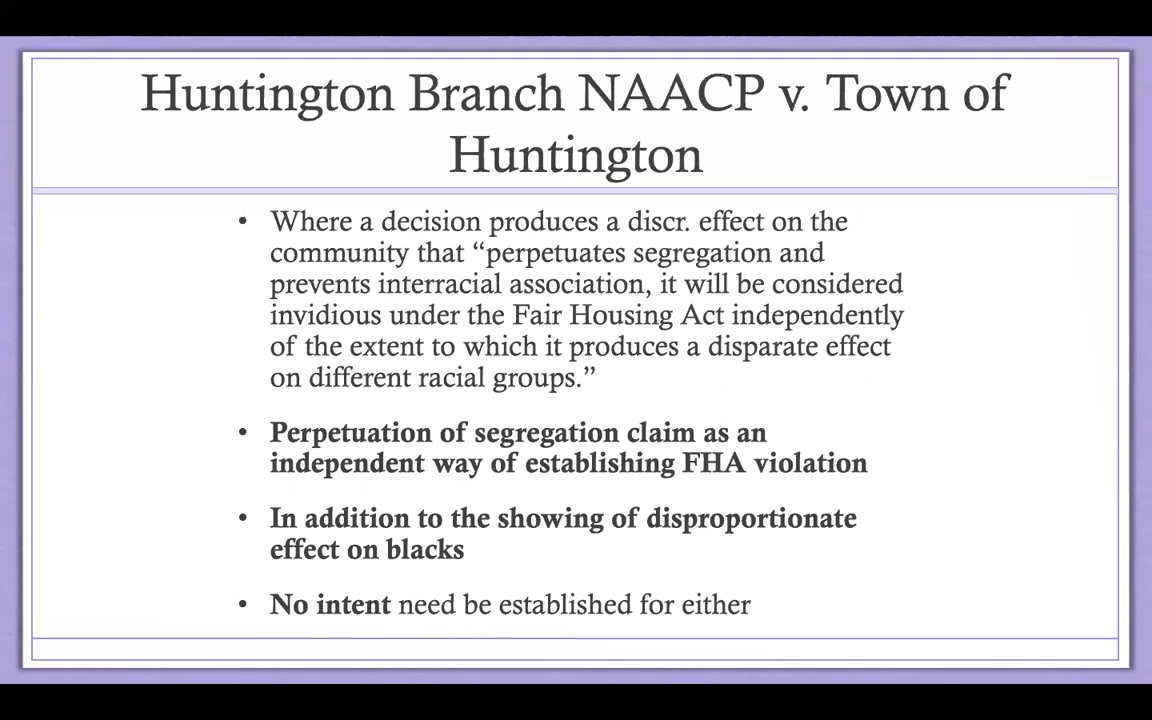 Huntington Branch NAACP v. Town of
Huntington
• Where a decision produces a discr. effect on the
community that “perpetuates segregation and
prevents interracial association, it will be considered
invidious under the Fair Housing Act independently
of the extent to which it produces a disparate effect
on different racial groups.”
• Perpetuation of segregation claim as an
independent way of establishing FHA violation
• In addition to the showing of disproportionate
effect on blacks
• No intent need be established for either